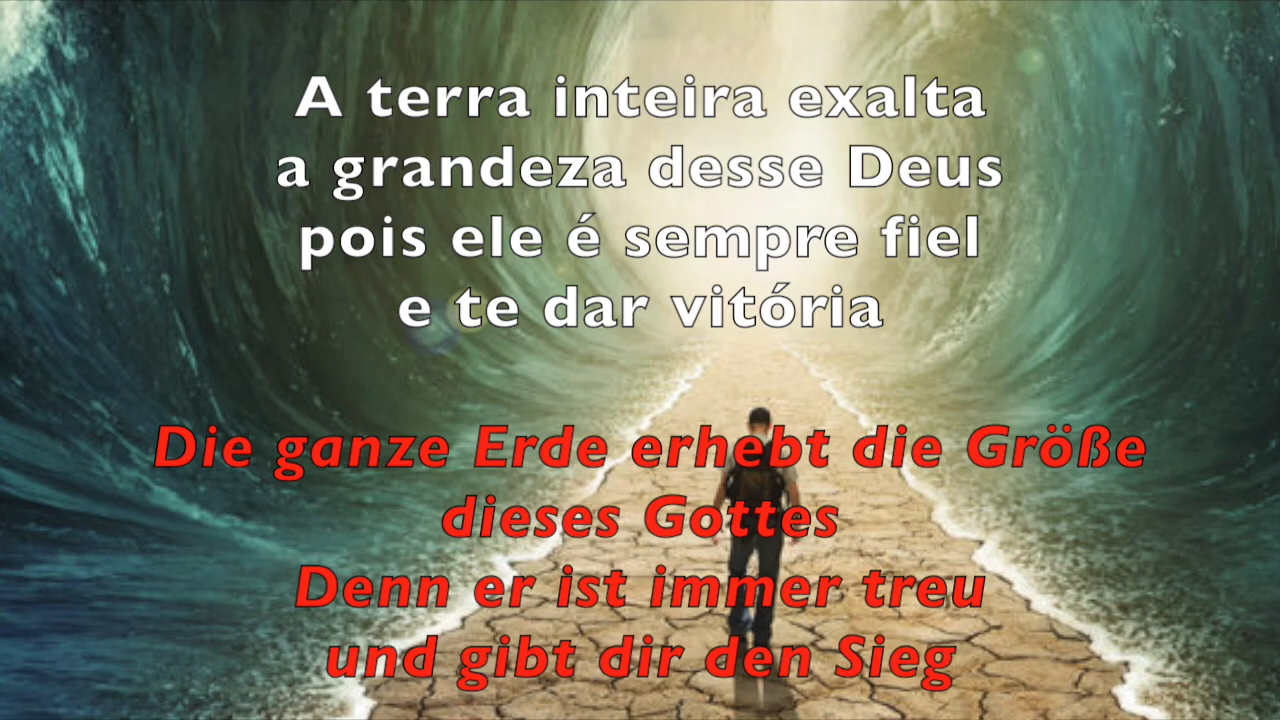 A terra inteira exalta
a grandeza desse Deus
pois ele é sempre fiel
e te dar vitória
Die ganze Erde erhebt die Größe
dieses Gottes
Denn er ist immer treu
und gibt dir den Sieg